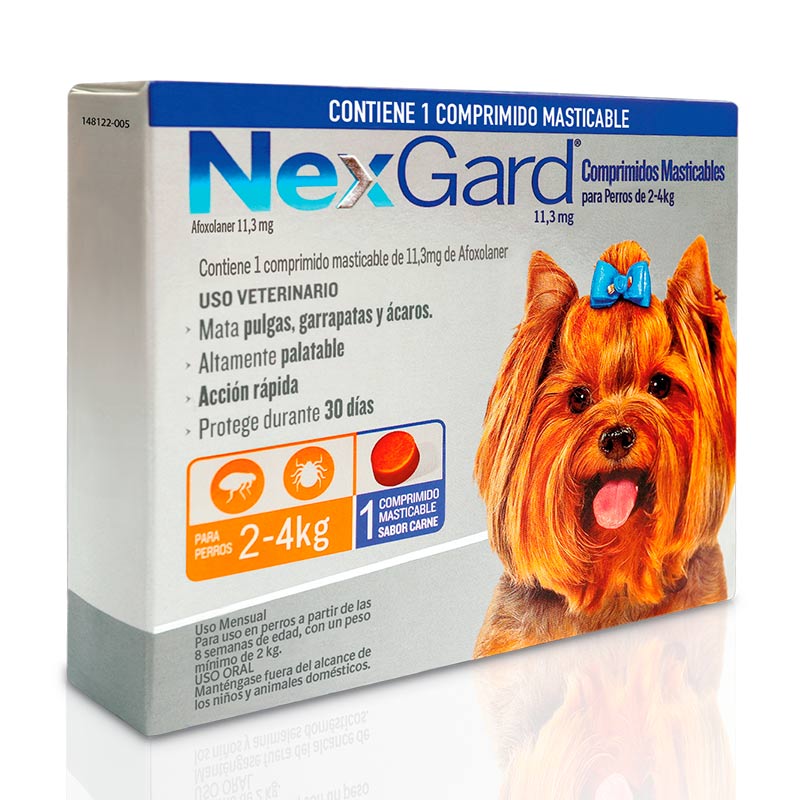 148122-005
CONTIENE 1 COMPRIMIDO MASTICABLE
NexGard®
Comprimidos Masticables
para Perros de 2-4kg
11,3 mg
Afoxolaner 11,3 mg
Contiene 1 comprimido masticable de 11,3mg de Afoxolaner
USO VETERINARIO
› Mata pulgas, garrapatas y ácaros.
› Altamente palatable
› Acción rápida
› Protege durante 30 días
PARA
PERROS
2-4kg
1 COMPRIMIDO
MASTICABLE
SABOR CARNE
Uso Mensual
Para uso en perros a partir de las
8 semanas de edad, con un peso
mínimo de 2 kg.
USO ORAL
Manténgase fuera del alcance de
los niños y animales domésticos.